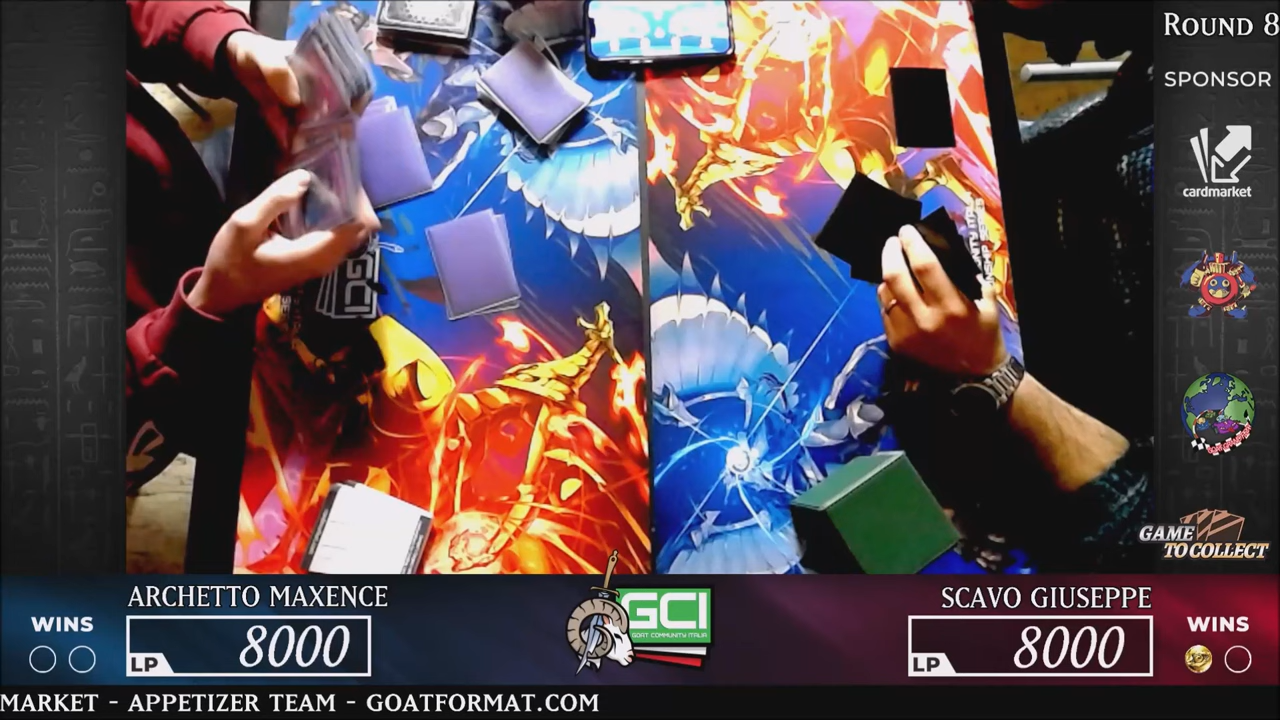 ROUND 8
SPONSOR
cardmarket
GCI
GAME
TO COLLECT
ARCHETTO MAXENCE
SCAVO GIUSEPPE
WINS
LP
8000
GCI
GOAT COMMUNITY ITALIA
LP
8000
WINS
MARKET - APPETIZER TEAM - GOATFORMAT.COM